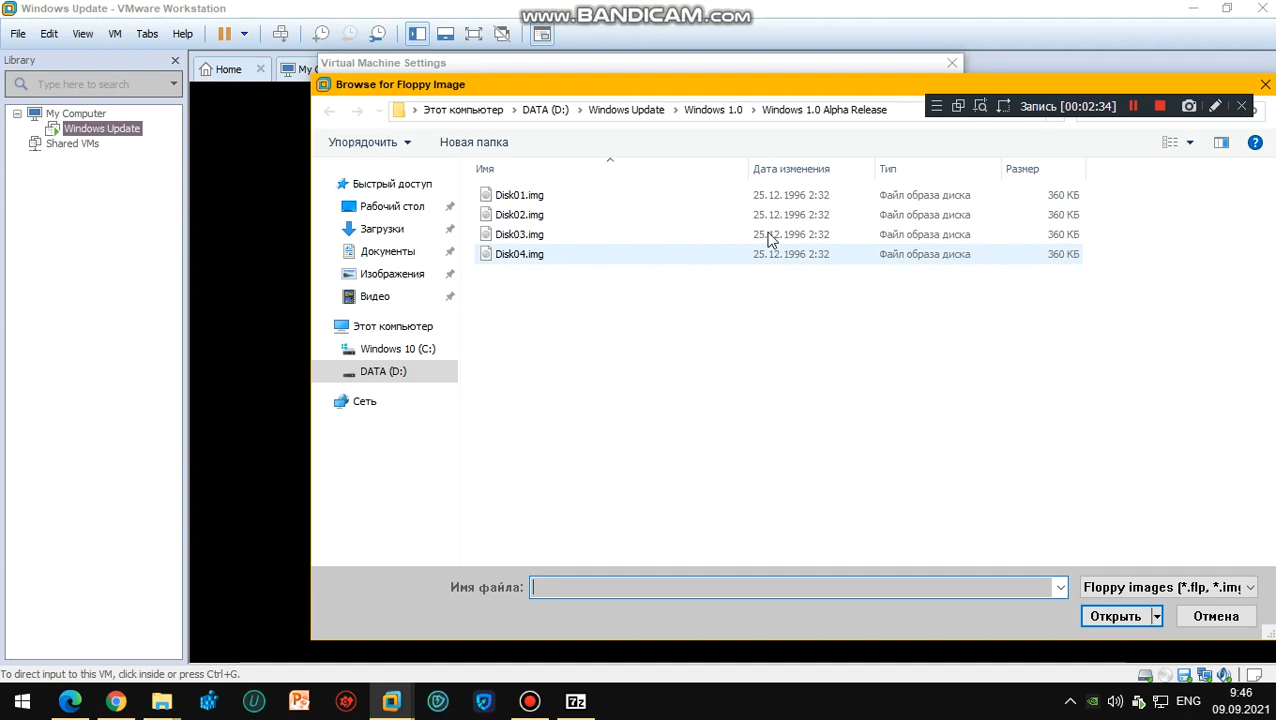 Windows Update - VMware Workstation
www.BANDICAM.com
File Edit View VM Tabs Help
Library
Type here to search
My Computer
Windows Update
Shared VMs
Home
My C
Virtual Machine Settings
Browse for Floppy Image
Этот компьютер > DATA (D:) > Windows Update > Windows 1.0 > Windows 1.0 Alpha Release
Запись [00:02:34]
Упорядочить Новая папка
Имя Дата изменения Тип Размер
Disk01.img 25.12.1996 2:32 Файл образа диска 360 КБ
Disk02.img 25.12.1996 2:32 Файл образа диска 360 КБ
Disk03.img 25.12.1996 2:32 Файл образа диска 360 КБ
Disk04.img 25.12.1996 2:32 Файл образа диска 360 КБ
Быстрый доступ
Рабочий стол
Загрузки
Документы
Изображения
Видео
Этот компьютер
Windows 10 (C:)
DATA (D:)
Сеть
Имя файла:
Floppy images (*.flp, *.img
Открыть Отмена
To direct input to this VM, click inside or press Ctrl+G.
ENG
9:46
09.09.2021